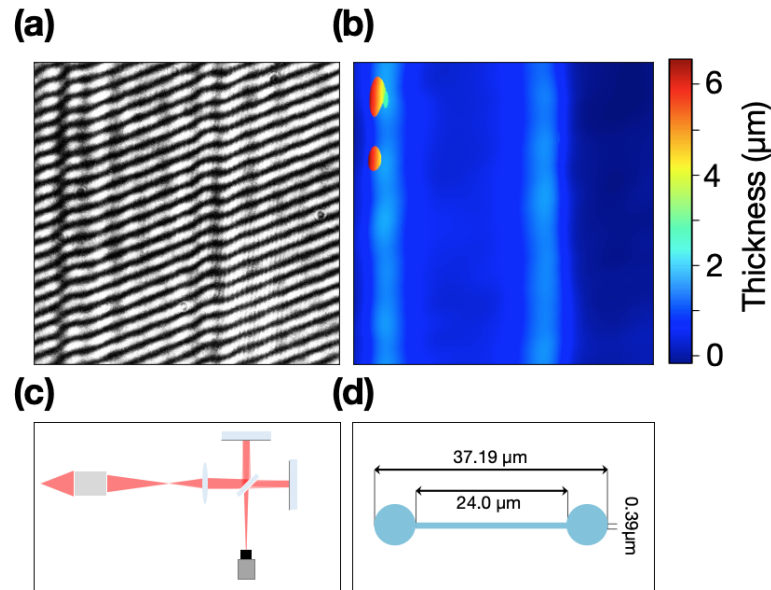 (a)
(b)
6
4
2
0
Thickness (μm)
(c)
(d)
37.19 μm
24.0 μm
0.39μm